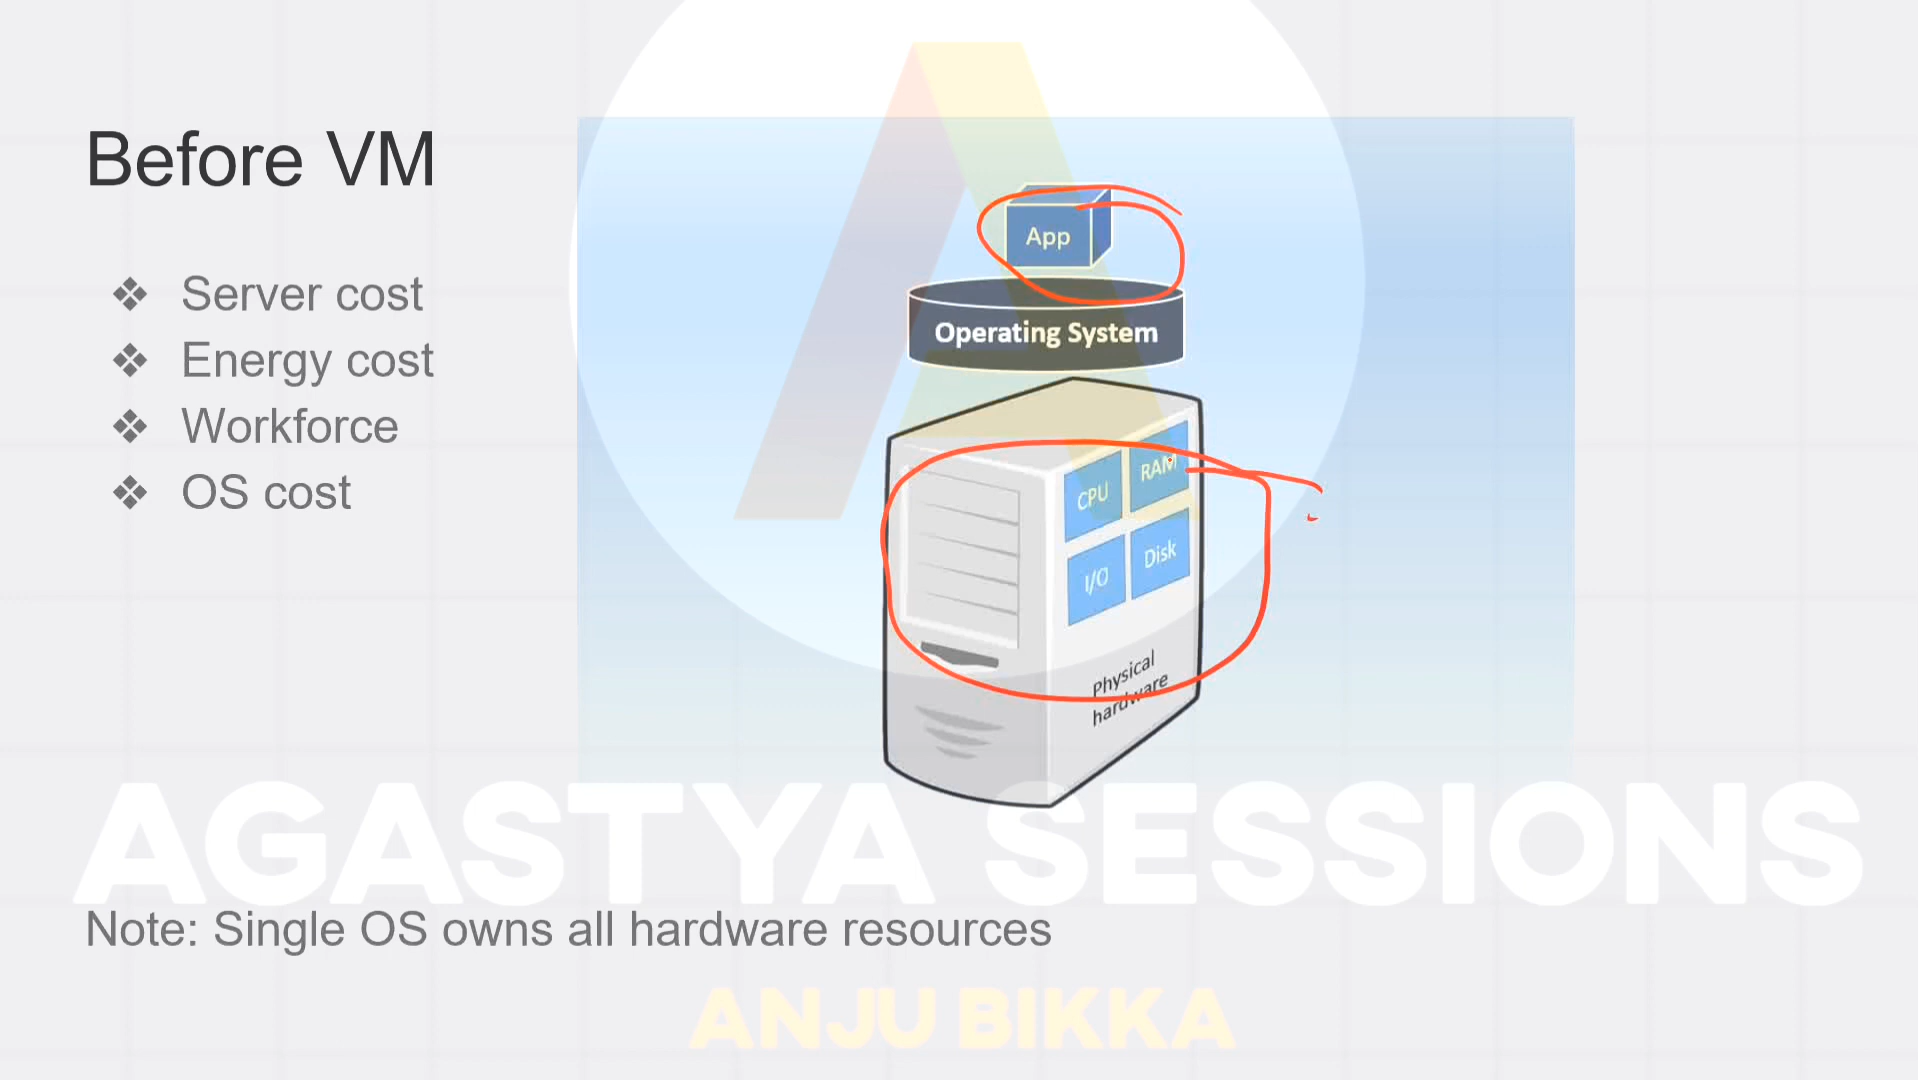 Before VM
Server cost
Energy cost
Workforce
OS cost
App
Operating System
CPU
RAM
I/O
Disk
Physical
hardware
AGASTYA SESSIONS
Note: Single OS owns all hardware resources
ANJU BIKKA